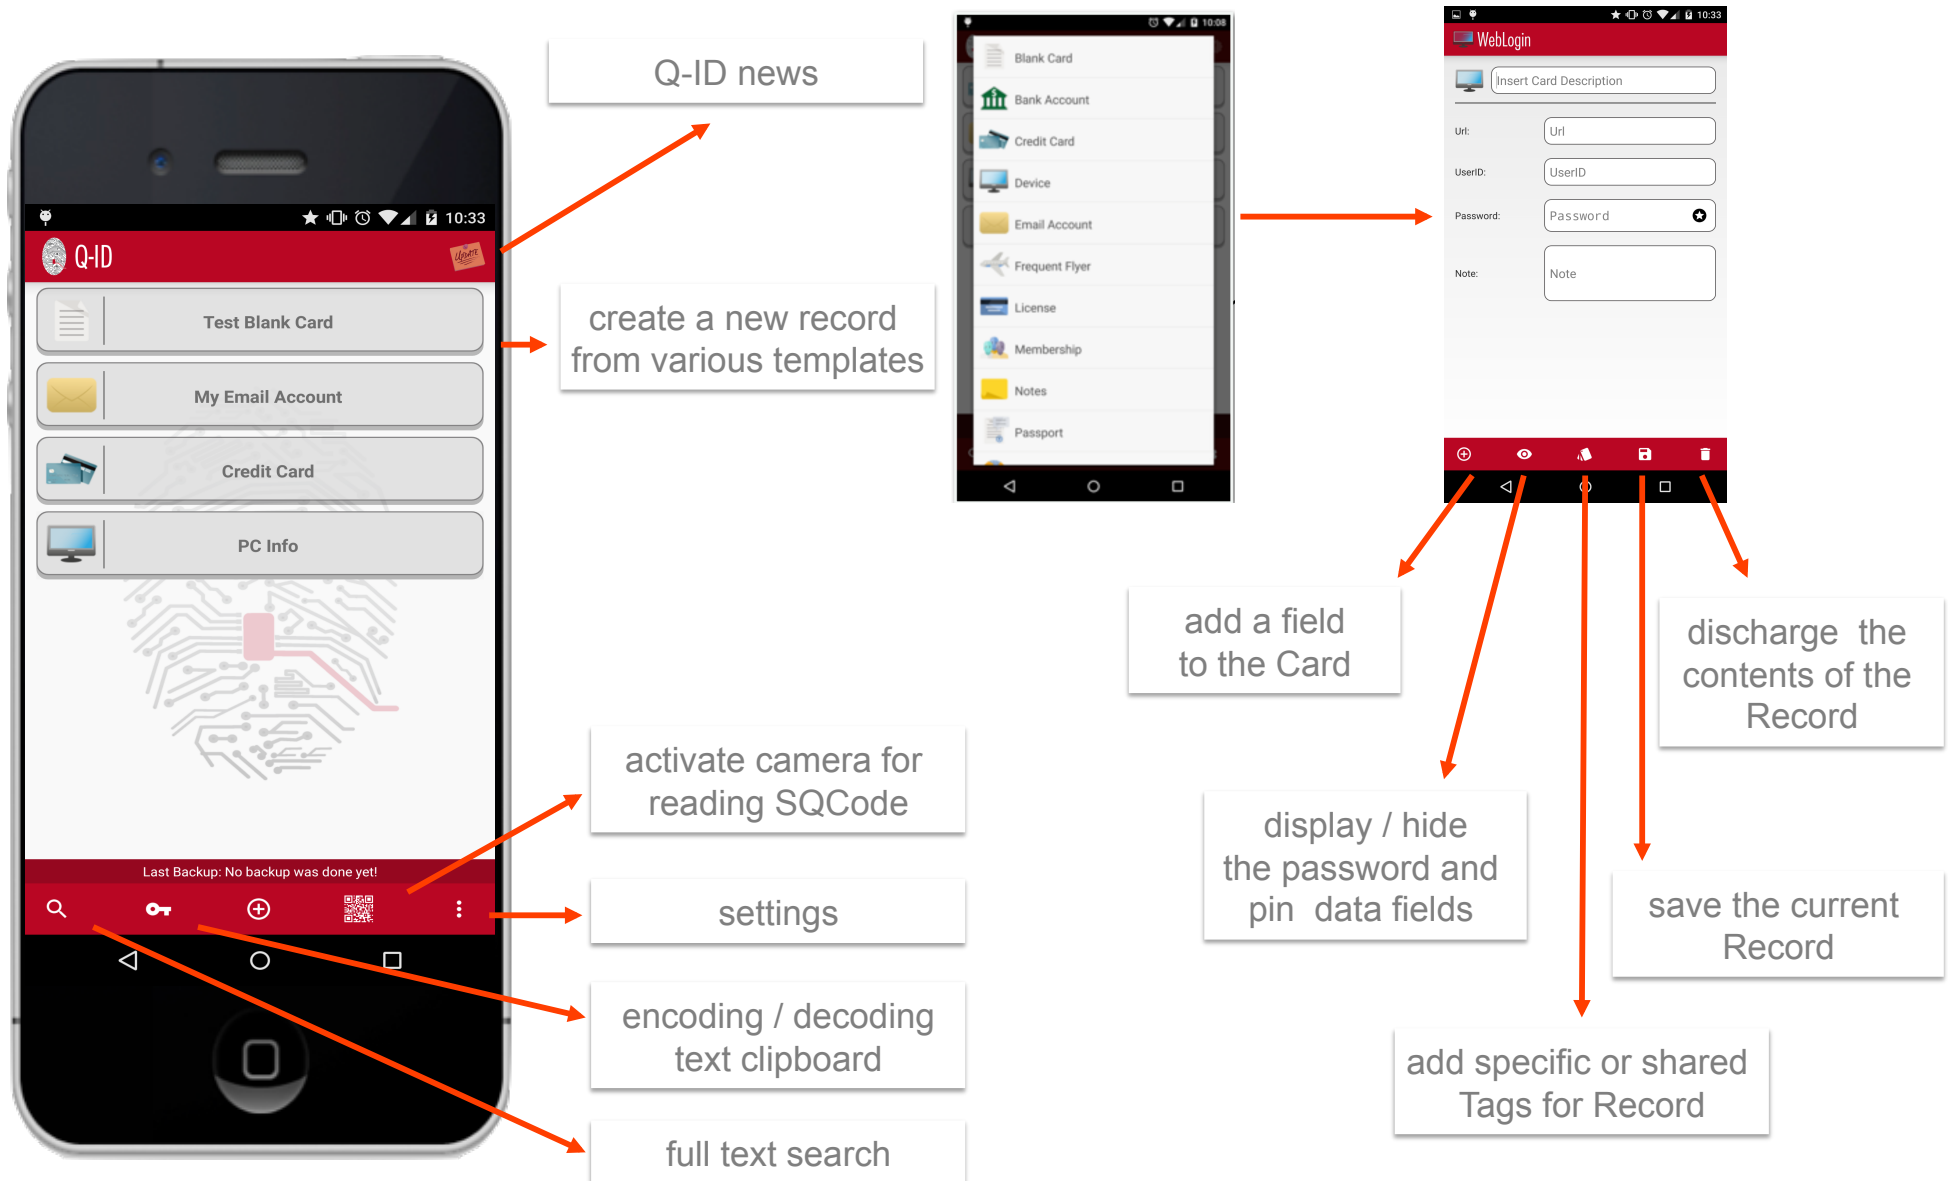 10:33
Q-ID
UPDATE
Test Blank Card
My Email Account
Credit Card
PC Info
Last Backup: No backup was done yet!
Q-ID news
create a new record
from various templates
activate camera for
reading SQCode
settings
encoding / decoding
text clipboard
full text search
10:08
Blank Card
Bank Account
Credit Card
Device
Email Account
Frequent Flyer
License
Membership
Notes
Passport
10:33
WebLogin
Insert Card Description
Url:
Url
UserID:
UserID
Password:
Password
Note:
Note
add a field
to the Card
display / hide
the password and
pin data fields
add specific or shared
Tags for Record
save the current
Record
discharge the
contents of the
Record